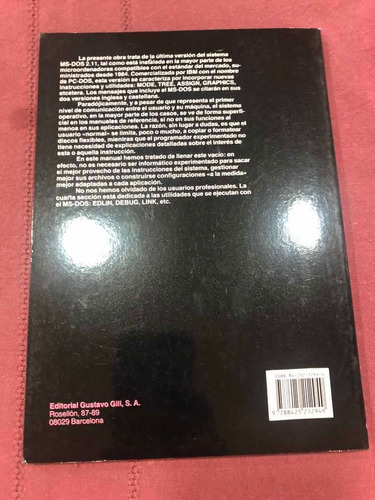 La presente obra trata de la última versión del sistema
MS-DOS 2.11, tal como está instalada en la mayor parte de los
microordenadores compatibles con el estándar del mercado, su-
ministrados desde 1984. Comercializada por IBM con el nombre
de PC-DOS, esta versión se caracteriza por incorporar nuevas
instrucciones y utilidades: MODE, TREE, ASSIGN, GRAPHICS,
etcétera. Los mensajes que incluye el MS-DOS se citarán en sus
dos versiones inglesa y castellana.
Paradójicamente, y a pesar de que representa el primer
nivel de comunicación entre el usuario y su máquina, el sistema
operativo, en la mayor parte de los casos, se ve de forma superfi-
cial en los manuales de referencia, si no en sus funciones al
menos en sus aplicaciones. La razón, sin lugar a dudas, es que el
usuario «normal» se limita, poco o mucho, a copiar o formatear
discos flexibles, mientras que el programador experimentado no
tiene necesidad de explicaciones detalladas sobre el interés de
esta o aquella instrucción.
En este manual hemos tratado de llenar este vacío: en
efecto, no es necesario ser informático experimentado para sacar
el mejor provecho de las instrucciones del sistema, gestionar
mejor sus archivos o construirse configuraciones «a la medida»
mejor adaptadas a cada aplicación.
No nos hemos olvidado de los usuarios profesionales. La
cuarta sección está dedicada a las utilidades que se ejecutan con
el MS-DOS: EDLIN, DEBUG, LINK, etc.
ISBN 84-252-1294-6
9 788425 212949
Editorial Gustavo Gili, S. A.
Rosellón, 87-89
08029 Barcelona